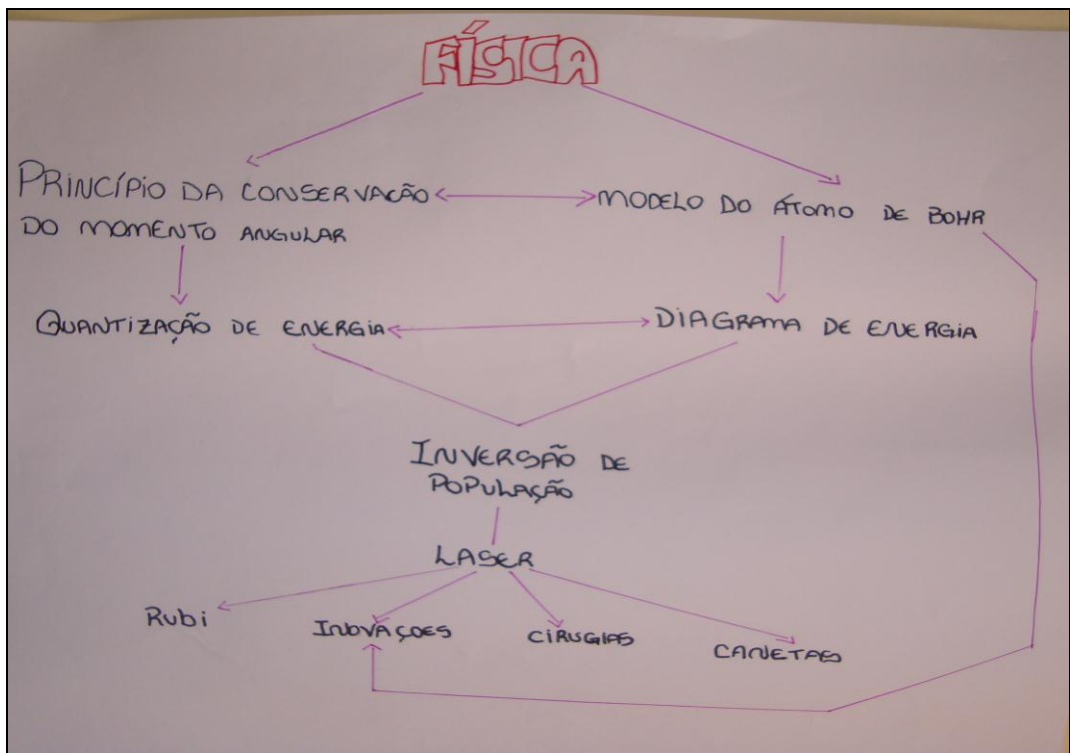 FÍSICA
PRINCÍPIO DA CONSERVAÇÃO
DO MOMENTO ANGULAR
MODELO DO ÁTOMO DE BOHR
QUANTIZAÇÃO DE ENERGIA
DIAGRAMA DE ENERGIA
INVERSÃO DE
POPULAÇÃO
LASER
Rubi
INOVAÇOES
CIRUGIAS
CANETAS